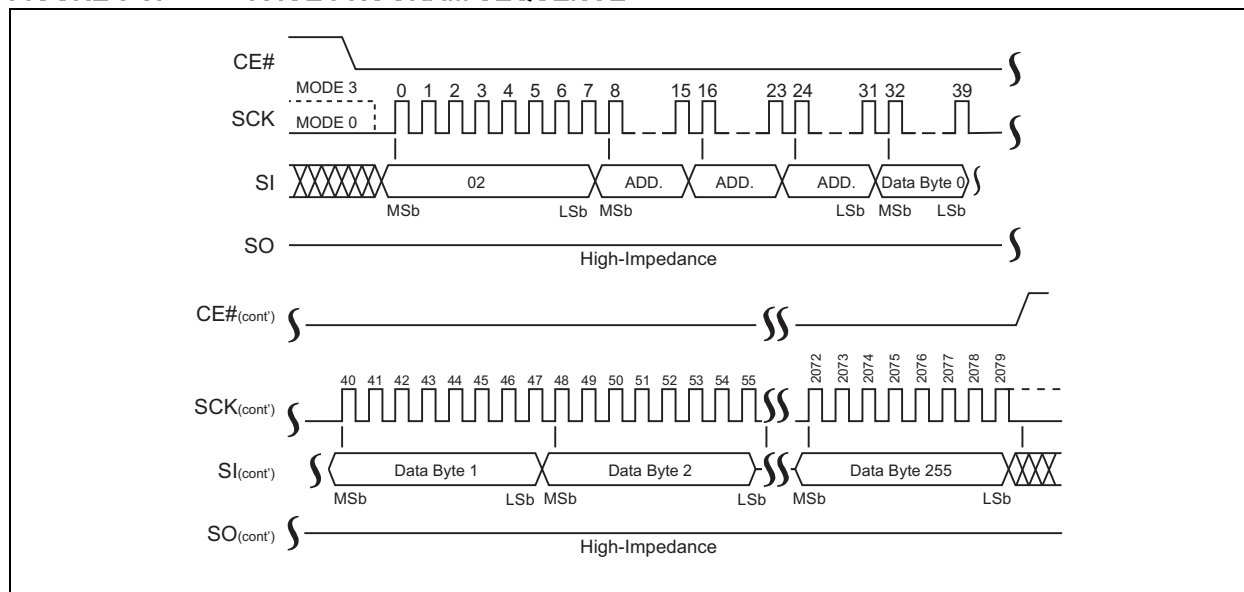 CE#
MODE 3
MODE 0
SCK
0 1 2 3 4 5 6 7 8 15 16 23 24 31 32 39
SI
02 ADD. ADD. ADD. Data Byte 0
MSb LSb MSb LSb MSb LSb
SO
High-Impedance
CE#(cont')
SCK(cont')
40 41 42 43 44 45 46 47 48 49 50 51 52 53 54 55 2072 2073 2074 2075 2076 2077 2078 2079
SI(cont')
Data Byte 1 Data Byte 2 Data Byte 255
MSb LSb MSb LSb MSb LSb
SO(cont')
High-Impedance